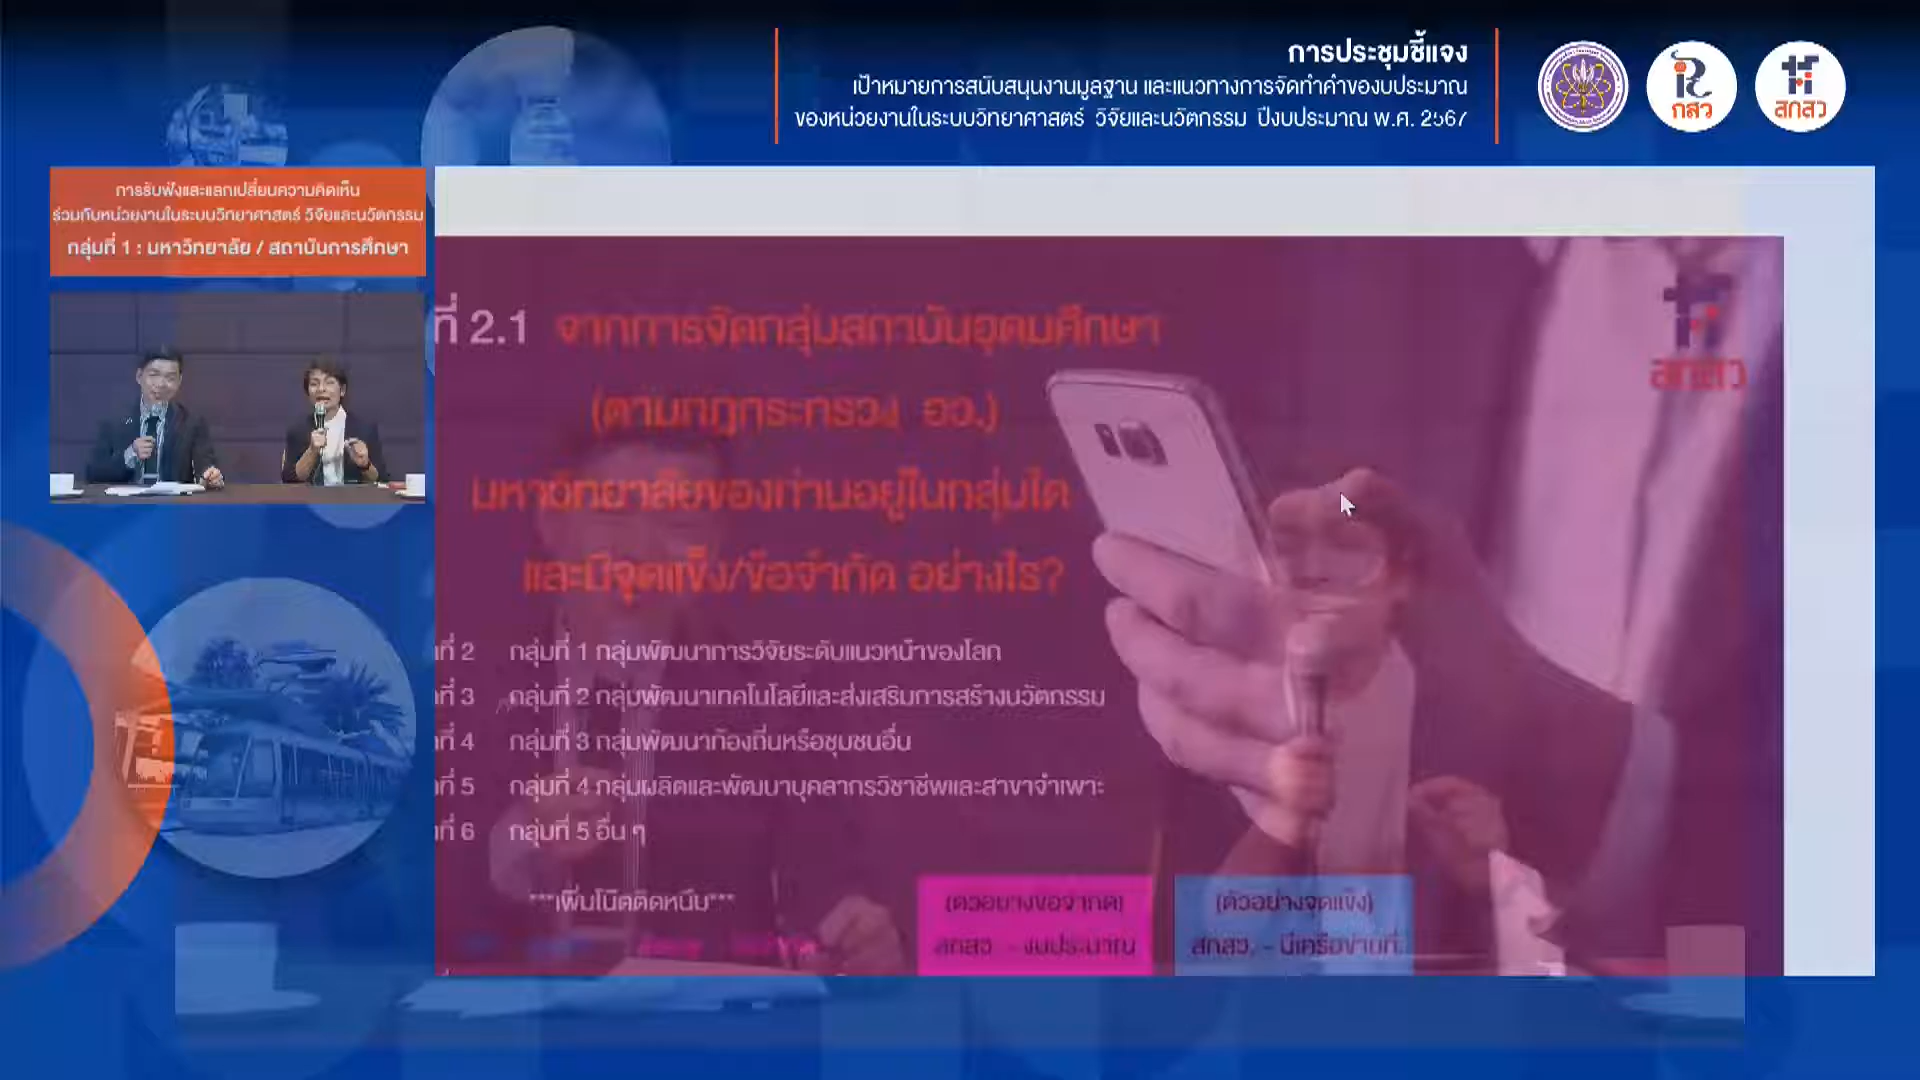 การประชุมชี้แจง
เป้าหมายการสนับสนุนงานมูลฐาน และแนวทางการจัดทำคำของบประมาณ
ของหน่วยงานในระบบวิทยาศาสตร์ วิจัยและนวัตกรรม ปีงบประมาณ พ.ศ. 2567
กสว
สกสว
การรับฟังและแลกเปลี่ยนความคิดเห็น
ร่วมกับหน่วยงานในระบบวิทยาศาสตร์ วิจัยและนวัตกรรม
กลุ่มที่ 1 : มหาวิทยาลัย / สถาบันการศึกษา
ที่ 2.1 จากการจัดกลุ่มสถาบันอุดมศึกษา
(ตามกฎกระทรวง อว.)
มหาวิทยาลัยของท่านอยู่ในกลุ่มใด
และมีจุดแข็ง/ข้อจำกัด อย่างไร?
สกสว
ที่ 2 กลุ่มที่ 1 กลุ่มพัฒนาการวิจัยระดับแนวหน้าของโลก
ที่ 3 กลุ่มที่ 2 กลุ่มพัฒนาเทคโนโลยีและส่งเสริมการสร้างนวัตกรรม
ที่ 4 กลุ่มที่ 3 กลุ่มพัฒนาท้องถิ่นหรือชุมชนอื่น
ที่ 5 กลุ่มที่ 4 กลุ่มผลิตและพัฒนาบุคลากรวิชาชีพและสาขาจำเพาะ
ที่ 6 กลุ่มที่ 5 อื่น ๆ
***เพิ่มโน๊ตติดหนึบ***
(ตัวอย่างข้อจำกัด)
สกสว. - งบประมาณ
(ตัวอย่างจุดแข็ง)
สกสว. - มีเครือข่ายที่